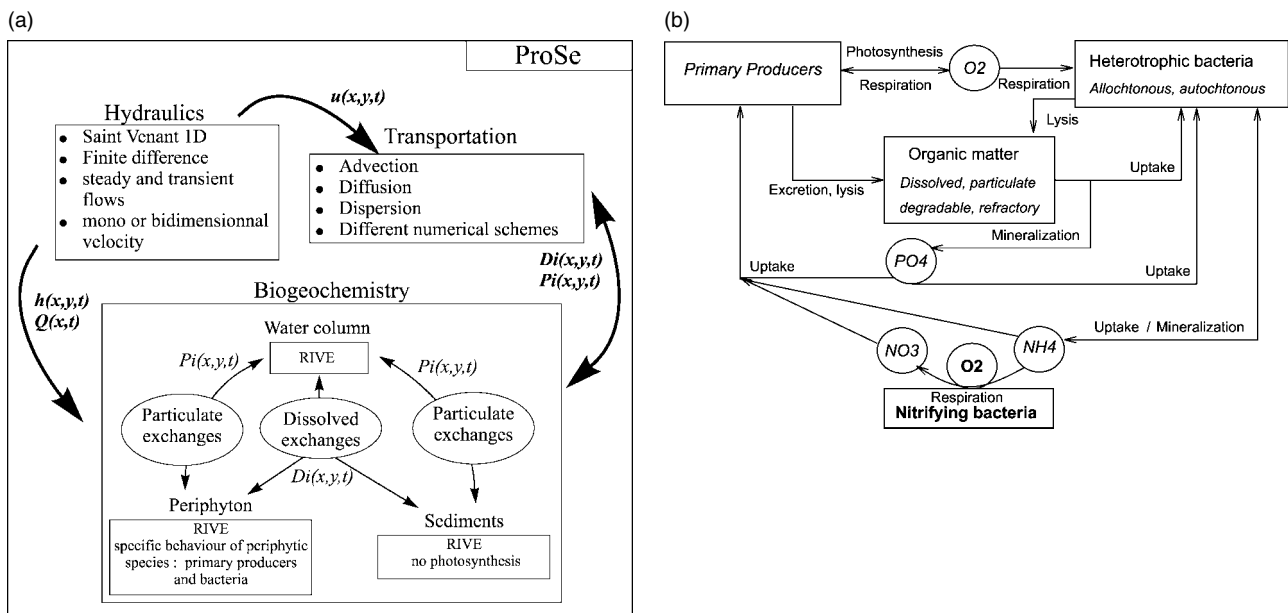 (a)
ProSe
u(x,y,t)
Hydraulics
• Saint Venant 1D
• Finite difference
• steady and transient
flows
• mono or bidimensionnal
velocity
Transportation
• Advection
• Diffusion
• Dispersion
• Different numerical schemes
h(x,y,t)
Q(x,t)
Di(x,y,t)
Pi(x,y,t)
Biogeochemistry
Water column
RIVE
Pi(x,y,t)
Pi(x,y,t)
Particulate
exchanges
Dissolved
exchanges
Particulate
exchanges
Di(x,y,t)
Periphyton
RIVE
specific behaviour of periphytic
species : primary producers
and bacteria
Sediments
RIVE
no photosynthesis
(b)
Primary Producers
Photosynthesis
Respiration
O2
Respiration
Heterotrophic bacteria
Allochtonous, autochtonous
Lysis
Organic matter
Dissolved, particulate
degradable, refractory
Excretion, lysis
Uptake
Mineralization
PO4
Uptake
Uptake
Uptake / Mineralization
NO3
O2
NH4
Respiration
Nitrifying bacteria